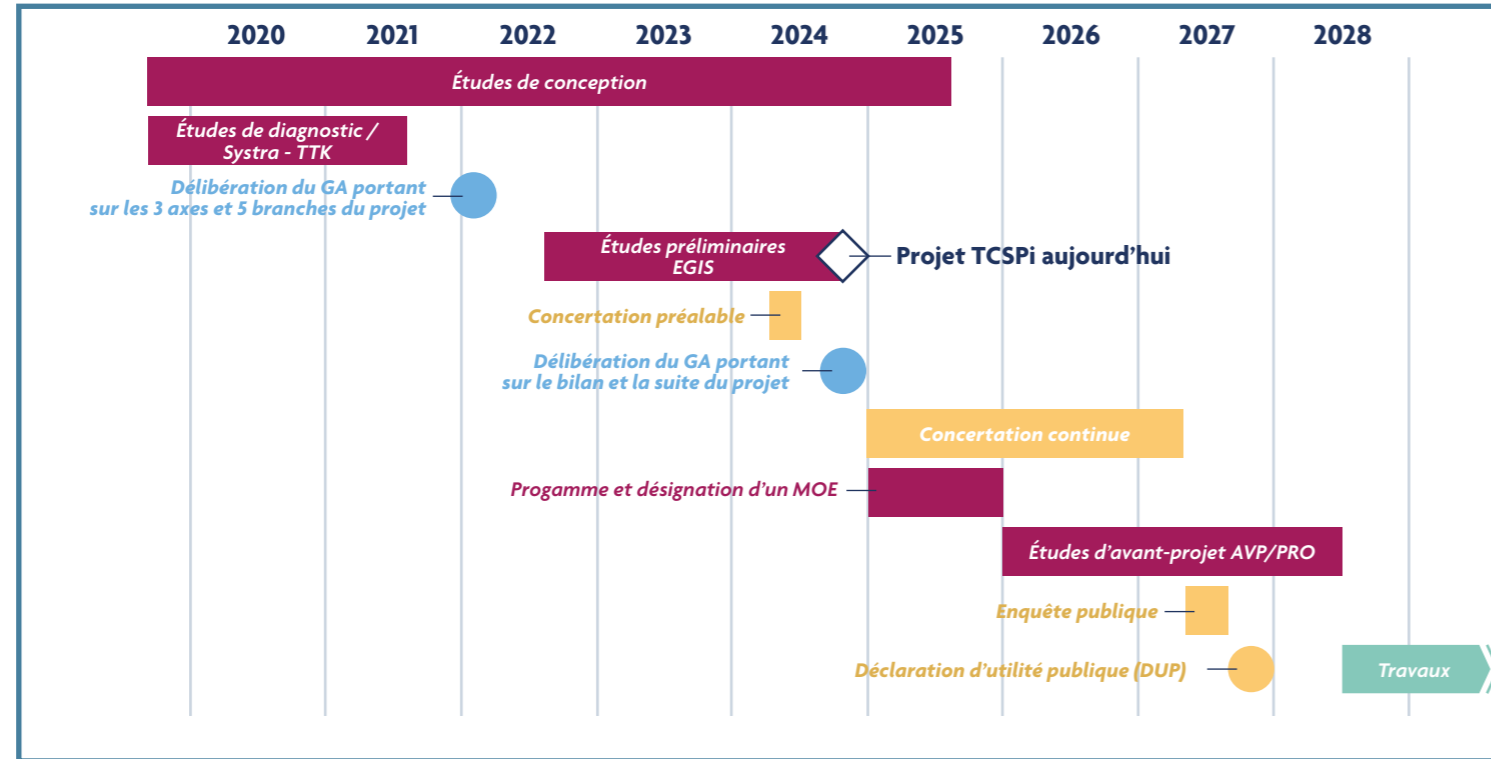 2020 2021 2022 2023 2024 2025 2026 2027 2028
Études de conception
Études de diagnostic /
Systra - TTK
Délibération du GA portant
sur les 3 axes et 5 branches du projet
Études préliminaires
EGIS
Projet TCSPi aujourd’hui
Concertation préalable
Délibération du GA portant
sur le bilan et la suite du projet
Concertation continue
Progamme et désignation d’un MOE
Études d’avant-projet AVP/PRO
Enquête publique
Déclaration d’utilité publique (DUP)
Travaux